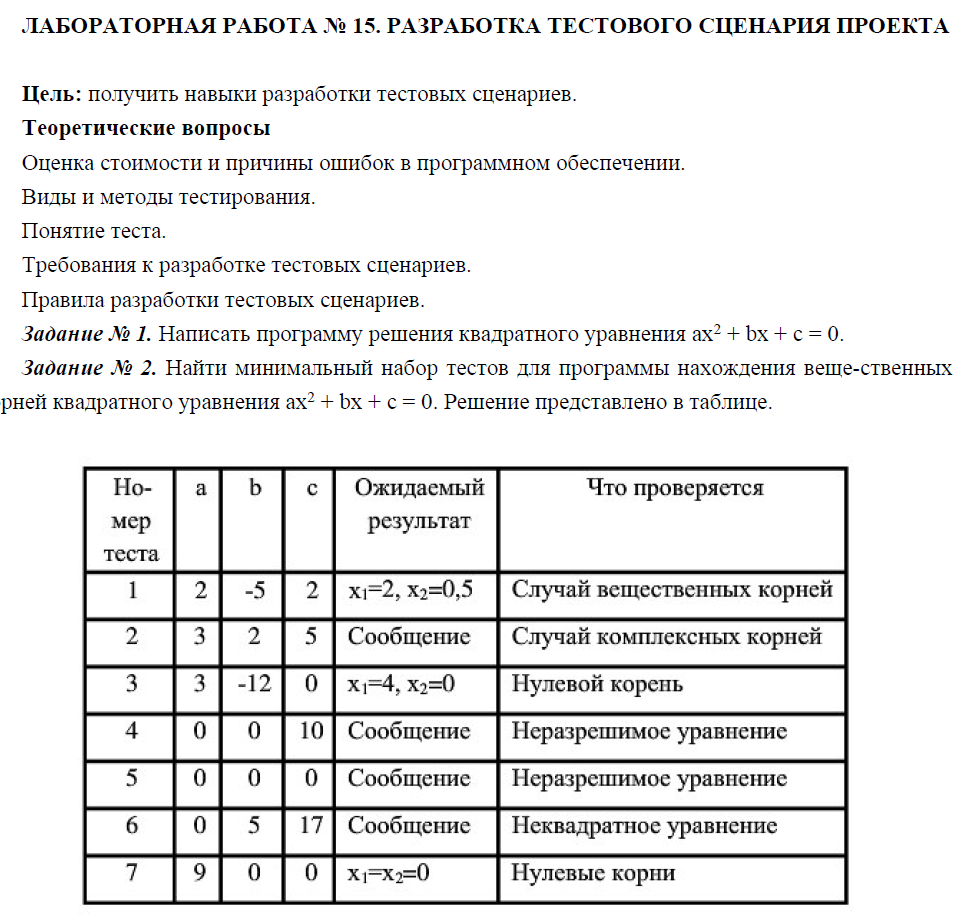 ЛАБОРАТОРНАЯ РАБОТА № 15. РАЗРАБОТКА ТЕСТОВОГО СЦЕНАРИЯ ПРОЕКТА
Цель: получить навыки разработки тестовых сценариев.
Теоретические вопросы
Оценка стоимости и причины ошибок в программном обеспечении.
Виды и методы тестирования.
Понятие теста.
Требования к разработке тестовых сценариев.
Правила разработки тестовых сценариев.
Задание № 1. Написать программу решения квадратного уравнения ax² + bx + c = 0.
Задание № 2. Найти минимальный набор тестов для программы нахождения веще-ственных
рней квадратного уравнения ax² + bx + c = 0. Решение представлено в таблице.
Но-мер теста a b c Ожидаемый результат Что проверяется
1 2 -5 2 x₁=2, x₂=0,5 Случай вещественных корней
2 3 2 5 Сообщение Случай комплексных корней
3 3 -12 0 x₁=4, x₂=0 Нулевой корень
4 0 0 10 Сообщение Неразрешимое уравнение
5 0 0 0 Сообщение Неразрешимое уравнение
6 0 5 17 Сообщение Неквадратное уравнение
7 9 0 0 x₁=x₂=0 Нулевые корни